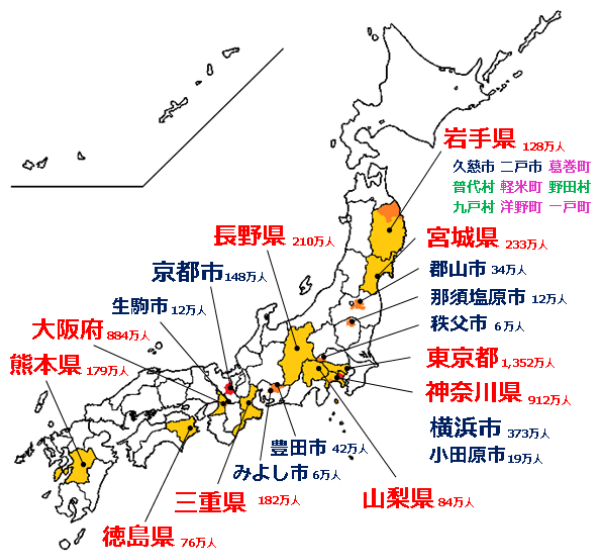 岩手県 128万人
久慈市 二戸市 葛巻町
普代村 軽米町 野田村
九戸村 洋野町 一戸町
長野県 210万人
宮城県 233万人
京都市 148万人
郡山市 34万人
生駒市 12万人
那須塩原市 12万人
大阪府 884万人
秩父市 6万人
熊本県 179万人
東京都 1,352万人
神奈川県 912万人
横浜市 373万人
豊田市 42万人
小田原市 19万人
みよし市 6万人
三重県 182万人
山梨県 84万人
徳島県 76万人